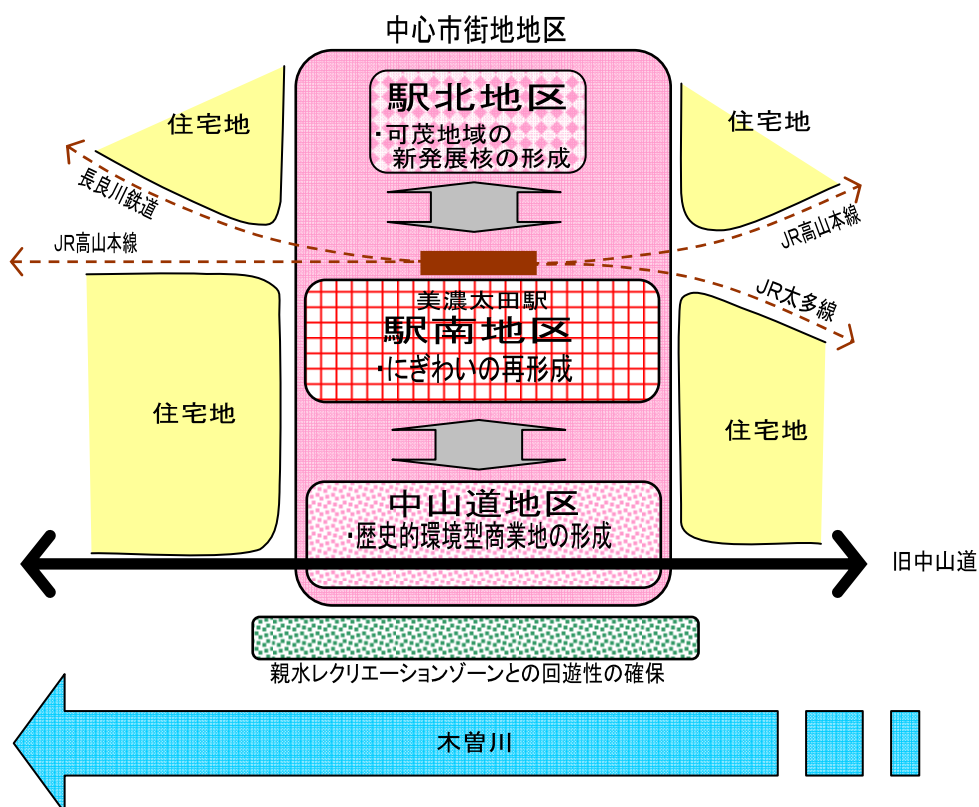 中心市街地地区
駅北地区
・可茂地域の
新発展核の形成
住宅地
住宅地
長良川鉄道
JR高山本線
JR高山本線
JR太多線
美濃太田駅
駅南地区
・にぎわいの再形成
住宅地
住宅地
中山道地区
・歴史的環境型商業地の形成
旧中山道
親水レクリエーションゾーンとの回遊性の確保
木曽川